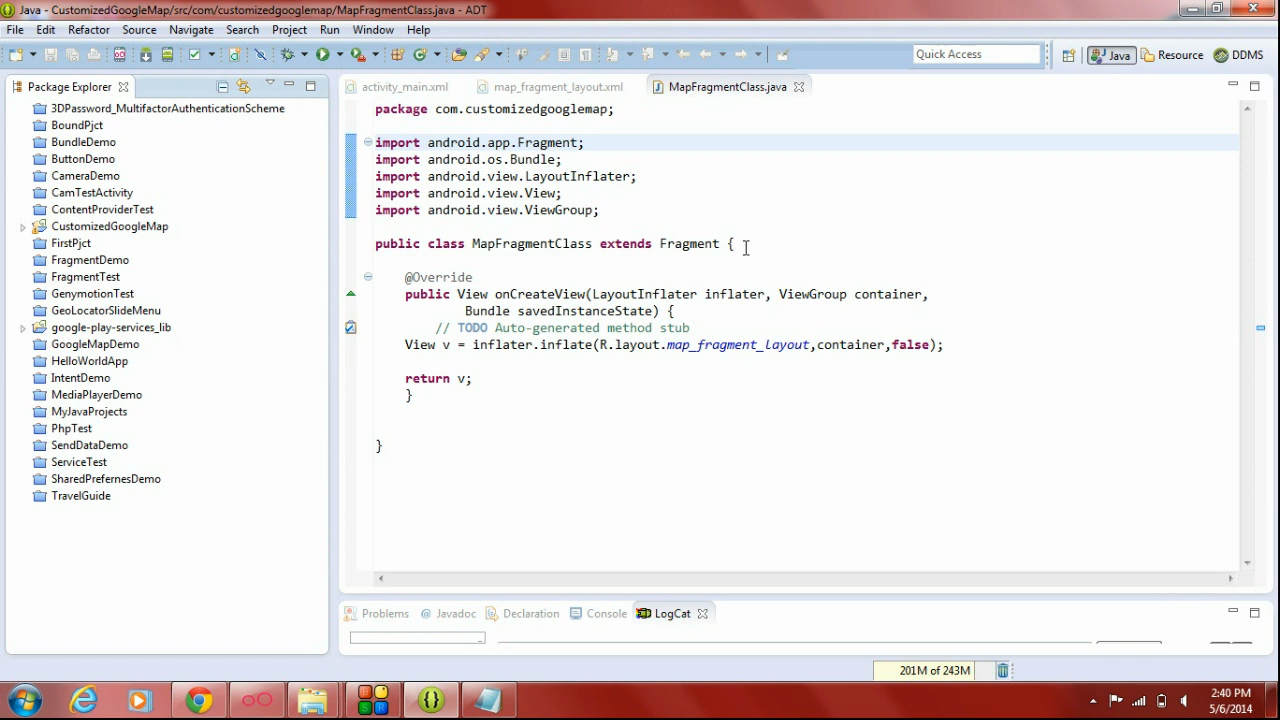 Java - CustomizedGoogleMap/src/com/customizedgooglemap/MapFragmentClass.java - ADT
File Edit Refactor Source Navigate Search Project Run Window Help
Quick Access
Java
Resource
DDMS
Package Explorer
3DPassword_MultifactorAuthenticationScheme
BoundPjct
BundleDemo
ButtonDemo
CameraDemo
CamTestActivity
ContentProviderTest
CustomizedGoogleMap
FirstPjct
FragmentDemo
FragmentTest
GenymotionTest
GeoLocatorSlideMenu
google-play-services_lib
GoogleMapDemo
HelloWorldApp
IntentDemo
MediaPlayerDemo
MyJavaProjects
PhpTest
SendDataDemo
ServiceTest
SharedPrefernesDemo
TravelGuide
activity_main.xml
map_fragment_layout.xml
MapFragmentClass.java
package com.customizedgooglemap;
import android.app.Fragment;
import android.os.Bundle;
import android.view.LayoutInflater;
import android.view.View;
import android.view.ViewGroup;
public class MapFragmentClass extends Fragment {
@Override
public View onCreateView(LayoutInflater inflater, ViewGroup container,
Bundle savedInstanceState) {
// TODO Auto-generated method stub
View v = inflater.inflate(R.layout.map_fragment_layout,container,false);
return v;
}
}
Problems
@ Javadoc
Declaration
Console
LogCat
201M of 243M
2:40 PM
5/6/2014